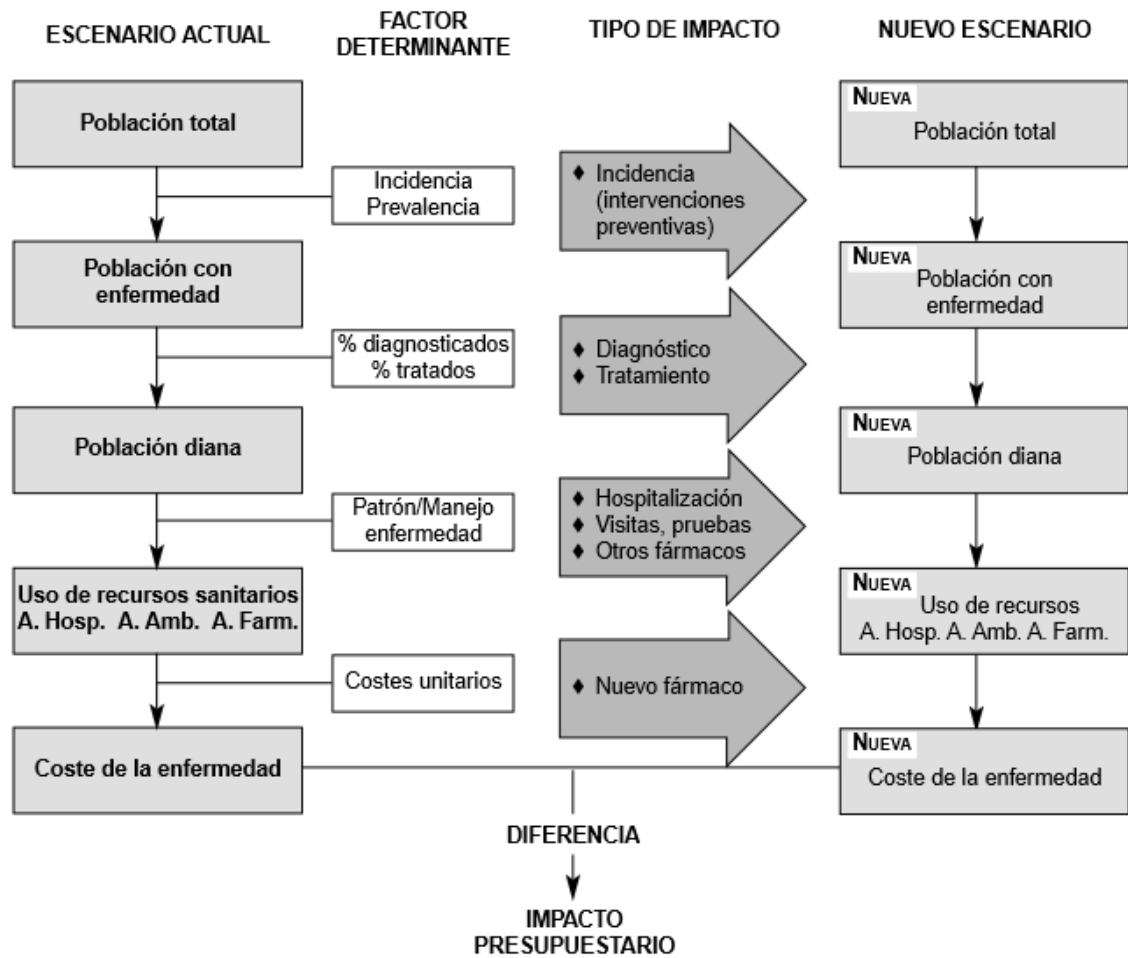 ESCENARIO ACTUAL
FACTOR
DETERMINANTE
TIPO DE IMPACTO
NUEVO ESCENARIO
Población total
Incidencia
Prevalencia
♦ Incidencia
(intervenciones
preventivas)
NUEVA
Población total
Población con
enfermedad
% diagnosticados
% tratados
♦ Diagnóstico
♦ Tratamiento
NUEVA
Población con
enfermedad
Población diana
Patrón/Manejo
enfermedad
♦ Hospitalización
♦ Visitas, pruebas
♦ Otros fármacos
NUEVA
Población diana
Uso de recursos sanitarios
A. Hosp. A. Amb. A. Farm.
Costes unitarios
♦ Nuevo fármaco
NUEVA
Uso de recursos
A. Hosp. A. Amb. A. Farm.
Coste de la enfermedad
NUEVA
Coste de la enfermedad
DIFERENCIA
IMPACTO
PRESUPUESTARIO